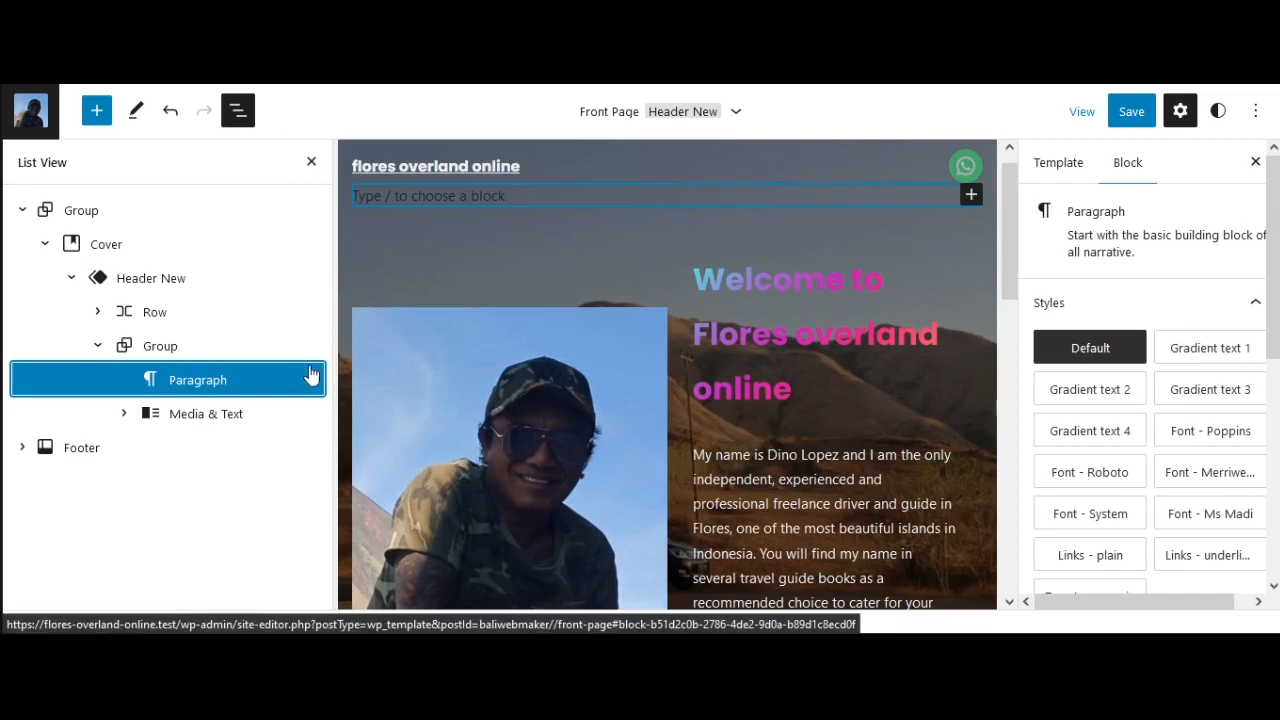 Front Page Header New
View
Save
List View
Group
Cover
Header New
Row
Group
Paragraph
Media & Text
Footer
flores overland online
Type / to choose a block
Welcome to
Flores overland
online
My name is Dino Lopez and I am the only
independent, experienced and
professional freelance driver and guide in
Flores, one of the most beautiful islands in
Indonesia. You will find my name in
several travel guide books as a
recommended choice to cater for your
Template
Block
Paragraph
Start with the basic building block of
all narrative.
Styles
Default
Gradient text 1
Gradient text 2
Gradient text 3
Gradient text 4
Font - Poppins
Font - Roboto
Font - Merriwe...
Font - System
Font - Ms Madi
Links - plain
Links - underli...
https://flores-overland-online.test/wp-admin/site-editor.php?postType=wp_template&postId=baliwebmaker//front-page#block-b51d2c0b-2786-4de2-9d0a-b89d1c8ecd0f